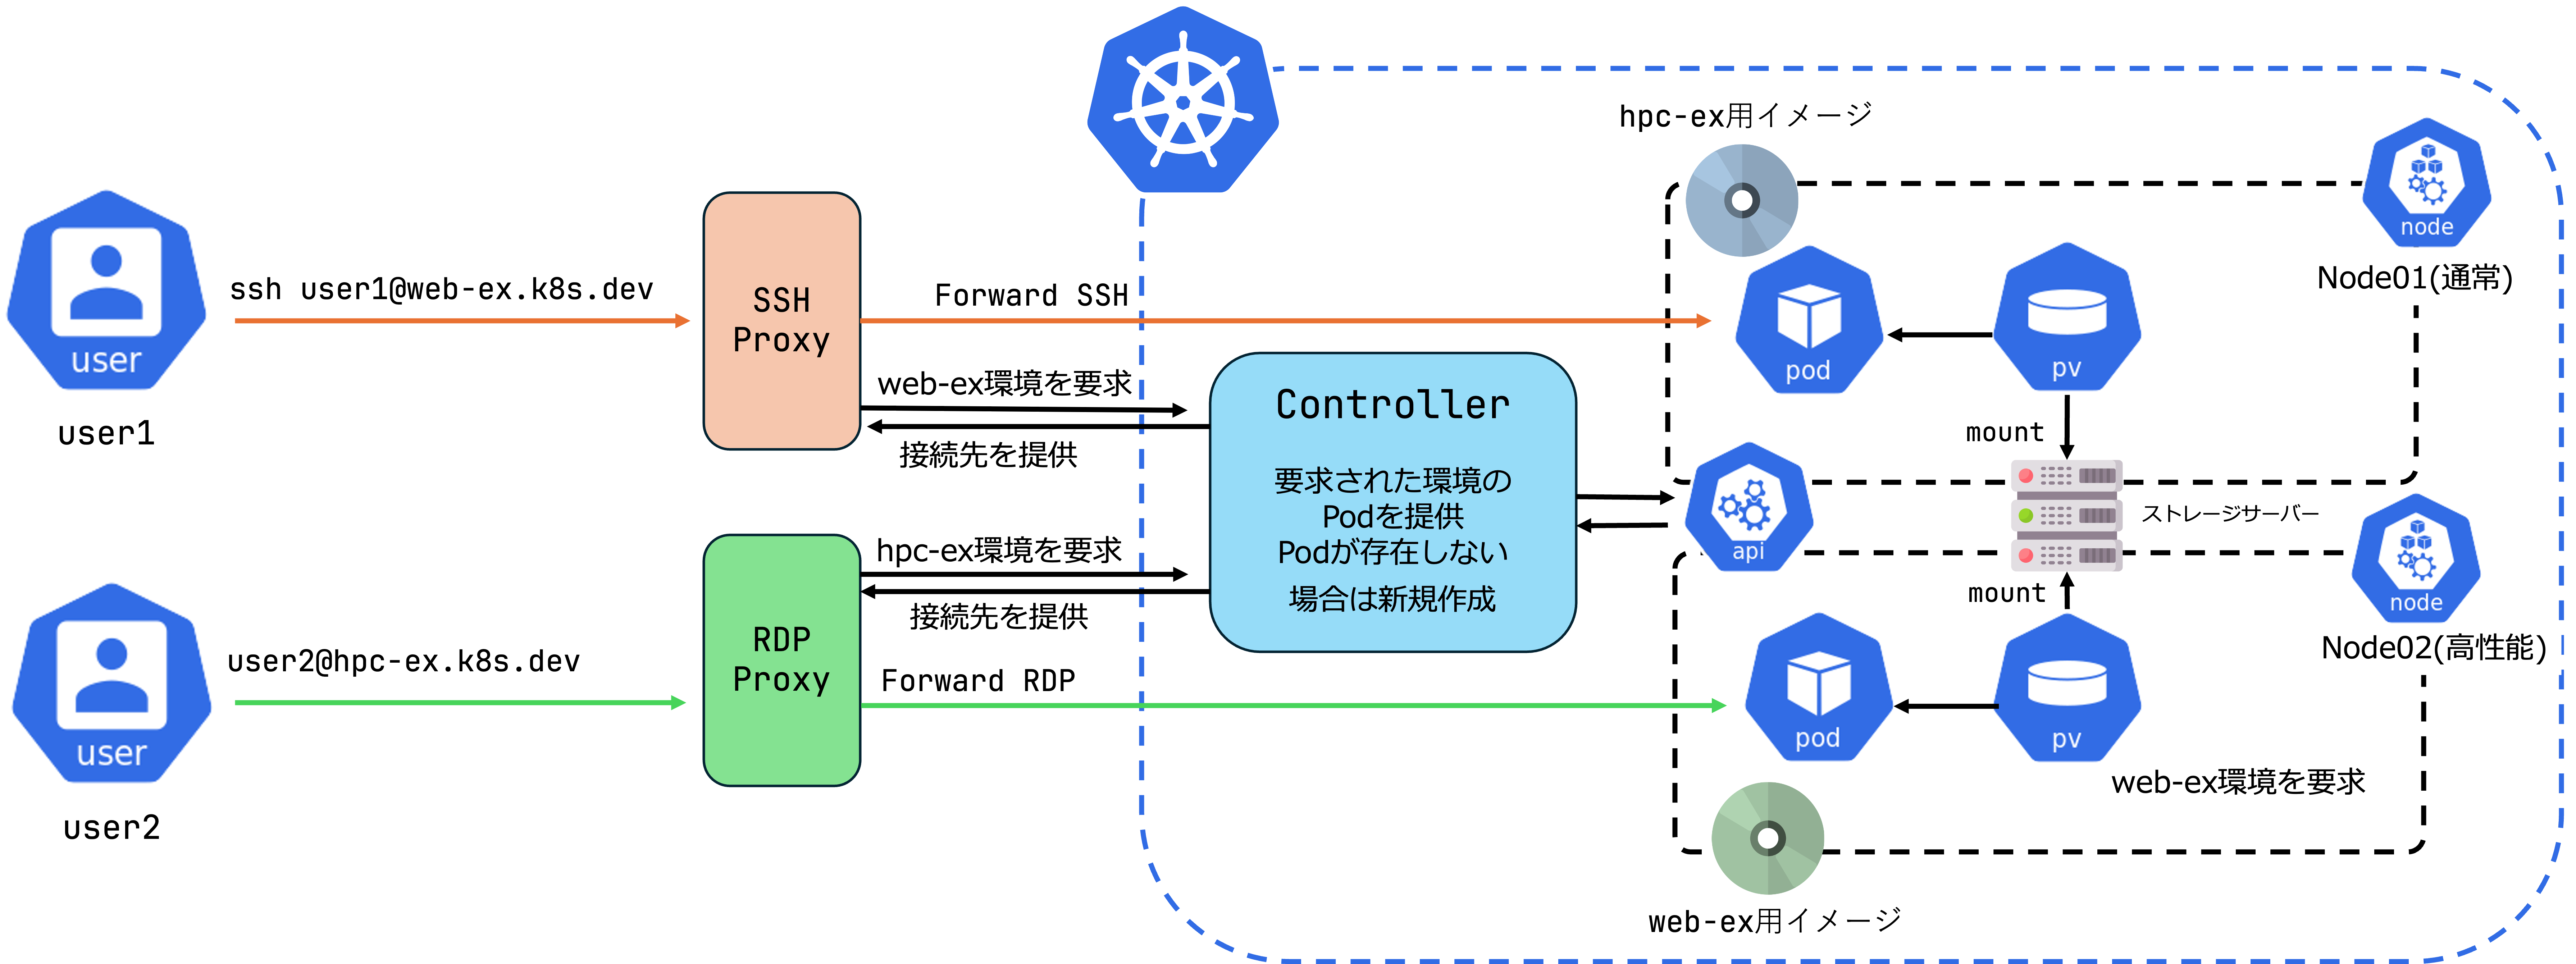 hpc-ex用イメージ
node
Node01(通常)
user
user1
ssh user1@web-ex.k8s.dev
SSH
Proxy
Forward SSH
web-ex環境を要求
接続先を提供
pod
pv
mount
Controller
要求された環境の
Podを提供
Podが存在しない
場合は新規作成
api
ストレージサーバー
node
Node02(高性能)
mount
user
user2
user2@hpc-ex.k8s.dev
RDP
Proxy
hpc-ex環境を要求
接続先を提供
Forward RDP
pod
pv
web-ex環境を要求
web-ex用イメージ